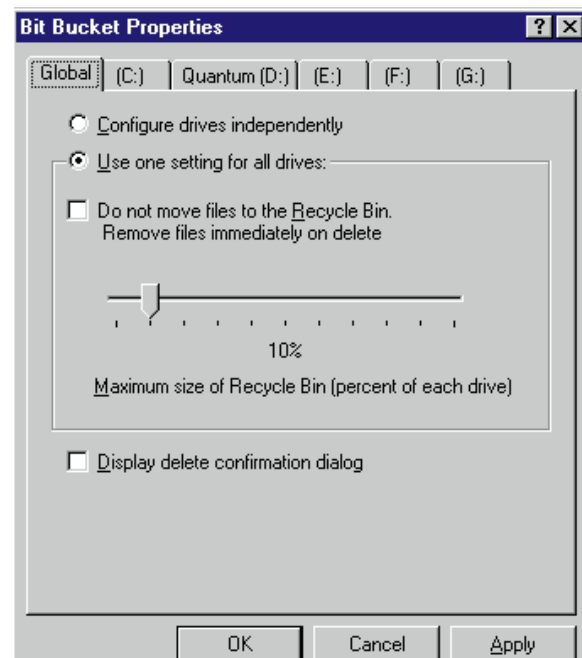 Bit Bucket Properties
Global (C:) Quantum (D:) (E:) (F:) (G:)
Configure drives independently
Use one setting for all drives:
Do not move files to the Recycle Bin.
Remove files immediately on delete
10%
Maximum size of Recycle Bin (percent of each drive)
Display delete confirmation dialog
OK Cancel Apply